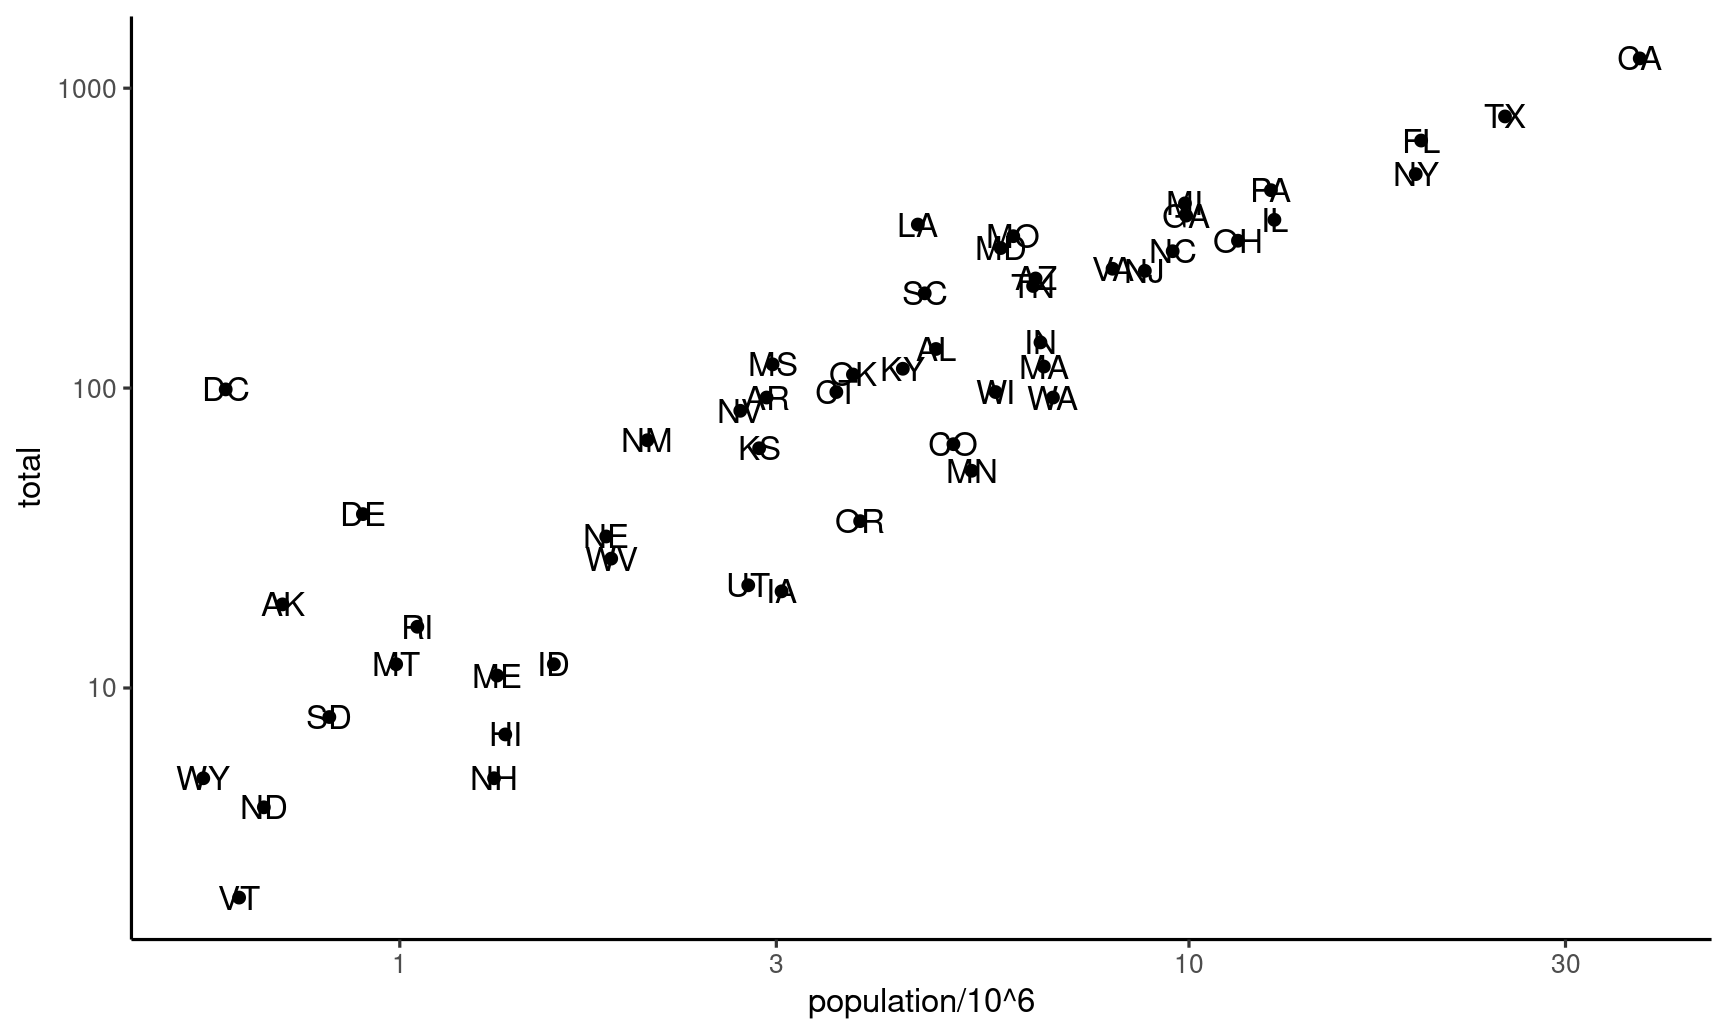 CA
1000
TX
FL
NY
PA
MI
GA
IL
LA
MO
OH
MD
NC
VA
NJ
AZ
TN
SC
IN
AL
MS
MA
KY
OK
DC
100
CT
WI
AR
WA
NV
NM
CO
KS
MN
total
DE
OR
NE
WV
UT
IA
AK
RI
MT
ID
ME
10
SD
HI
WY
NH
ND
VT
1
3
10
30
population/10^6